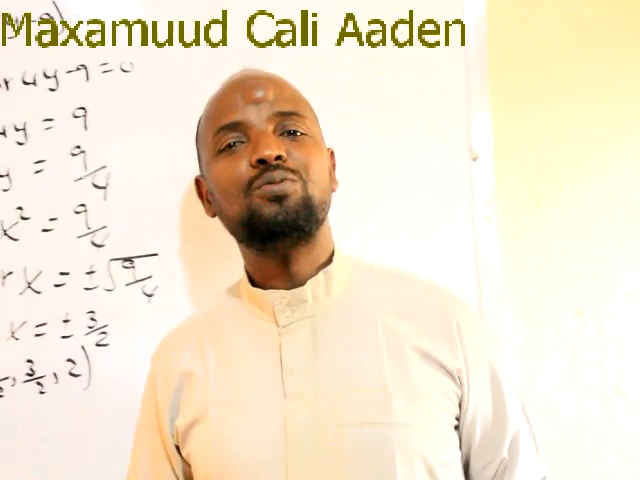 Maxamuud Cali Aaden
4y-9=0
4y = 9
y = 9/4
x² = 9/4
x = ±√9/4
x = ± 3/2
, 3/2, 2)